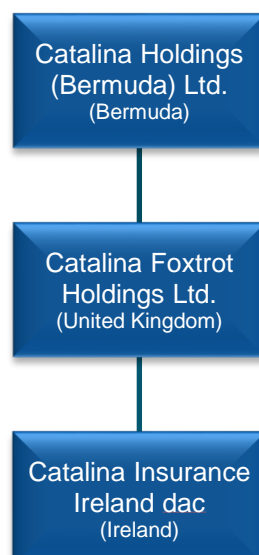 Catalina Holdings
(Bermuda) Ltd.
(Bermuda)
Catalina Foxtrot
Holdings Ltd.
(United Kingdom)
Catalina Insurance
Ireland dac
(Ireland)